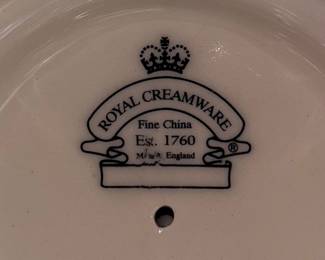 ROYAL CREAMWARE
Fine China
Est. 1760
England
®